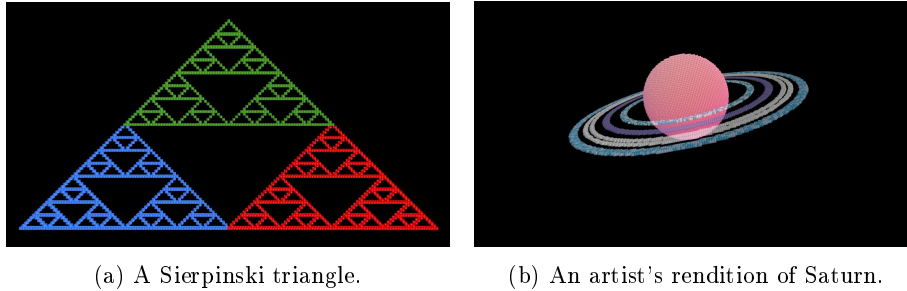 (a) A Sierpinski triangle.
(b) An artist's rendition of Saturn.